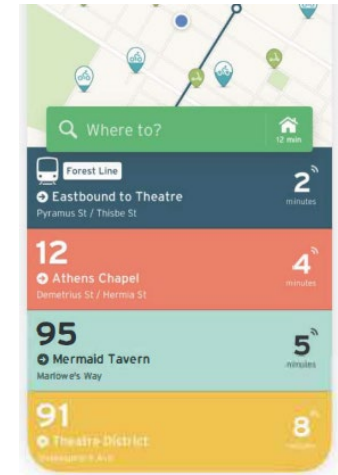 Where to?
12 min
Forest Line
Eastbound to Theatre
Pyramus St / Thisbe St
2
minutes
12
Athens Chapel
Demetrius St / Hermia St
4
minutes
95
Mermaid Tavern
Marlowe's Way
5
minutes
91
Theatre District
8
minutes